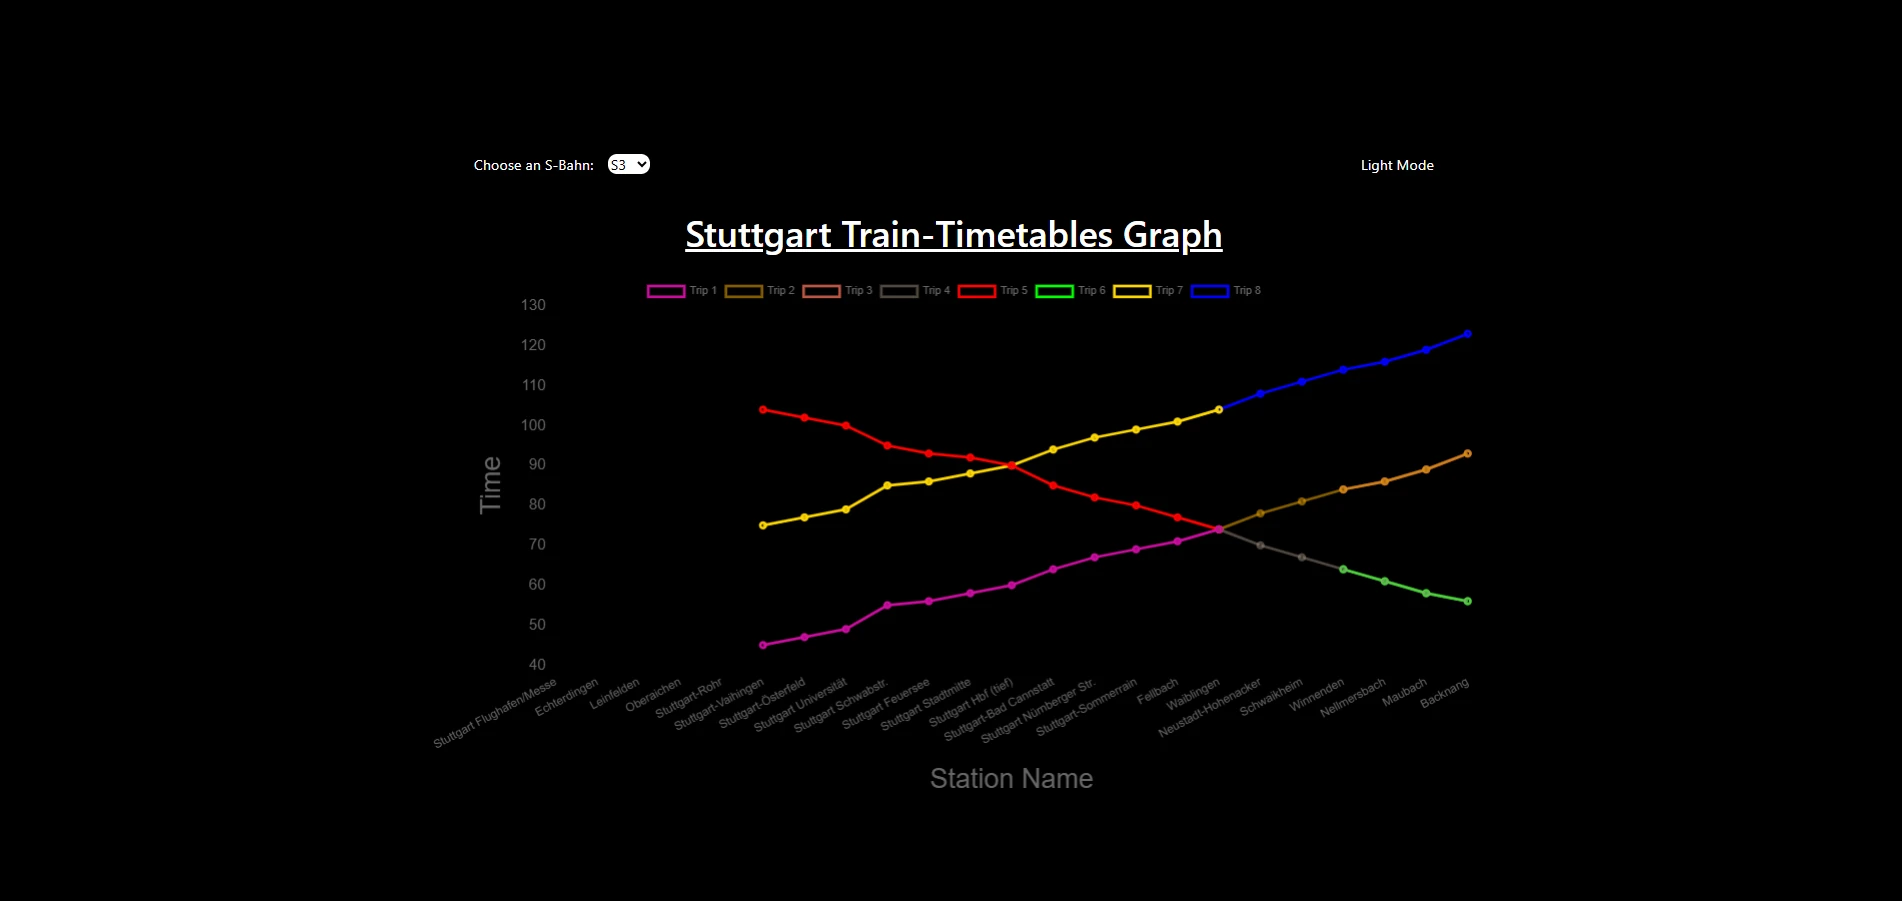 Choose an S-Bahn: S3
Light Mode
Stuttgart Train-Timetables Graph
Trip 1 Trip 2 Trip 3 Trip 4 Trip 5 Trip 6 Trip 7 Trip 8
130
120
110
100
90
80
70
60
50
40
Time
Stuttgart Flughafen/Messe
Echterdingen
Leinfelden
Oberaichen
Stuttgart-Rohr
Stuttgart-Vaihingen
Stuttgart-Österfeld
Stuttgart Universität
Stuttgart Schwabstr.
Stuttgart Feuersee
Stuttgart Stadtmitte
Stuttgart Hbf (tief)
Stuttgart-Bad Cannstatt
Stuttgart Nürnberger Str.
Stuttgart-Sommerrain
Fellbach
Waiblingen
Neustadt-Hohenacker
Schwaikheim
Winnenden
Nellmersbach
Maubach
Backnang
Station Name